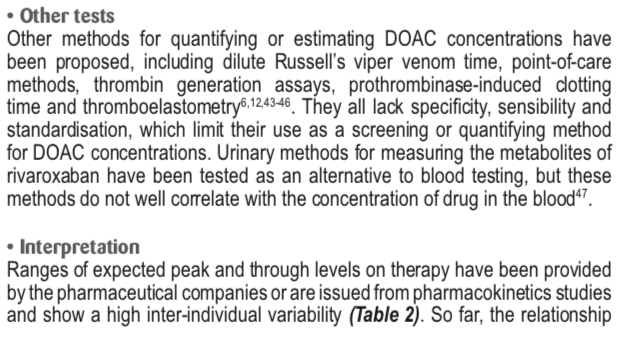 • Other tests
Other methods for quantifying or estimating DOAC concentrations have
been proposed, including dilute Russell's viper venom time, point-of-care
methods, thrombin generation assays, prothrombinase-induced clotting
time and thromboelastometry6,12,43-46. They all lack specificity, sensibility and
standardisation, which limit their use as a screening or quantifying method
for DOAC concentrations. Urinary methods for measuring the metabolites of
rivaroxaban have been tested as an alternative to blood testing, but these
methods do not well correlate with the concentration of drug in the blood47.
• Interpretation
Ranges of expected peak and through levels on therapy have been provided
by the pharmaceutical companies or are issued from pharmacokinetics studies
and show a high inter-individual variability (Table 2). So far, the relationship